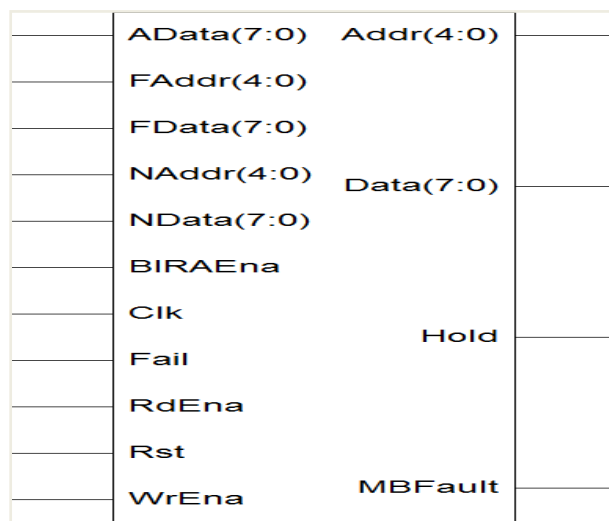 AData(7:0) Addr(4:0)
FAddr(4:0)
FData(7:0)
NAddr(4:0)
Data(7:0)
NData(7:0)
BIRAEna
Clk
Hold
Fail
RdEna
Rst
MBFault
WrEna